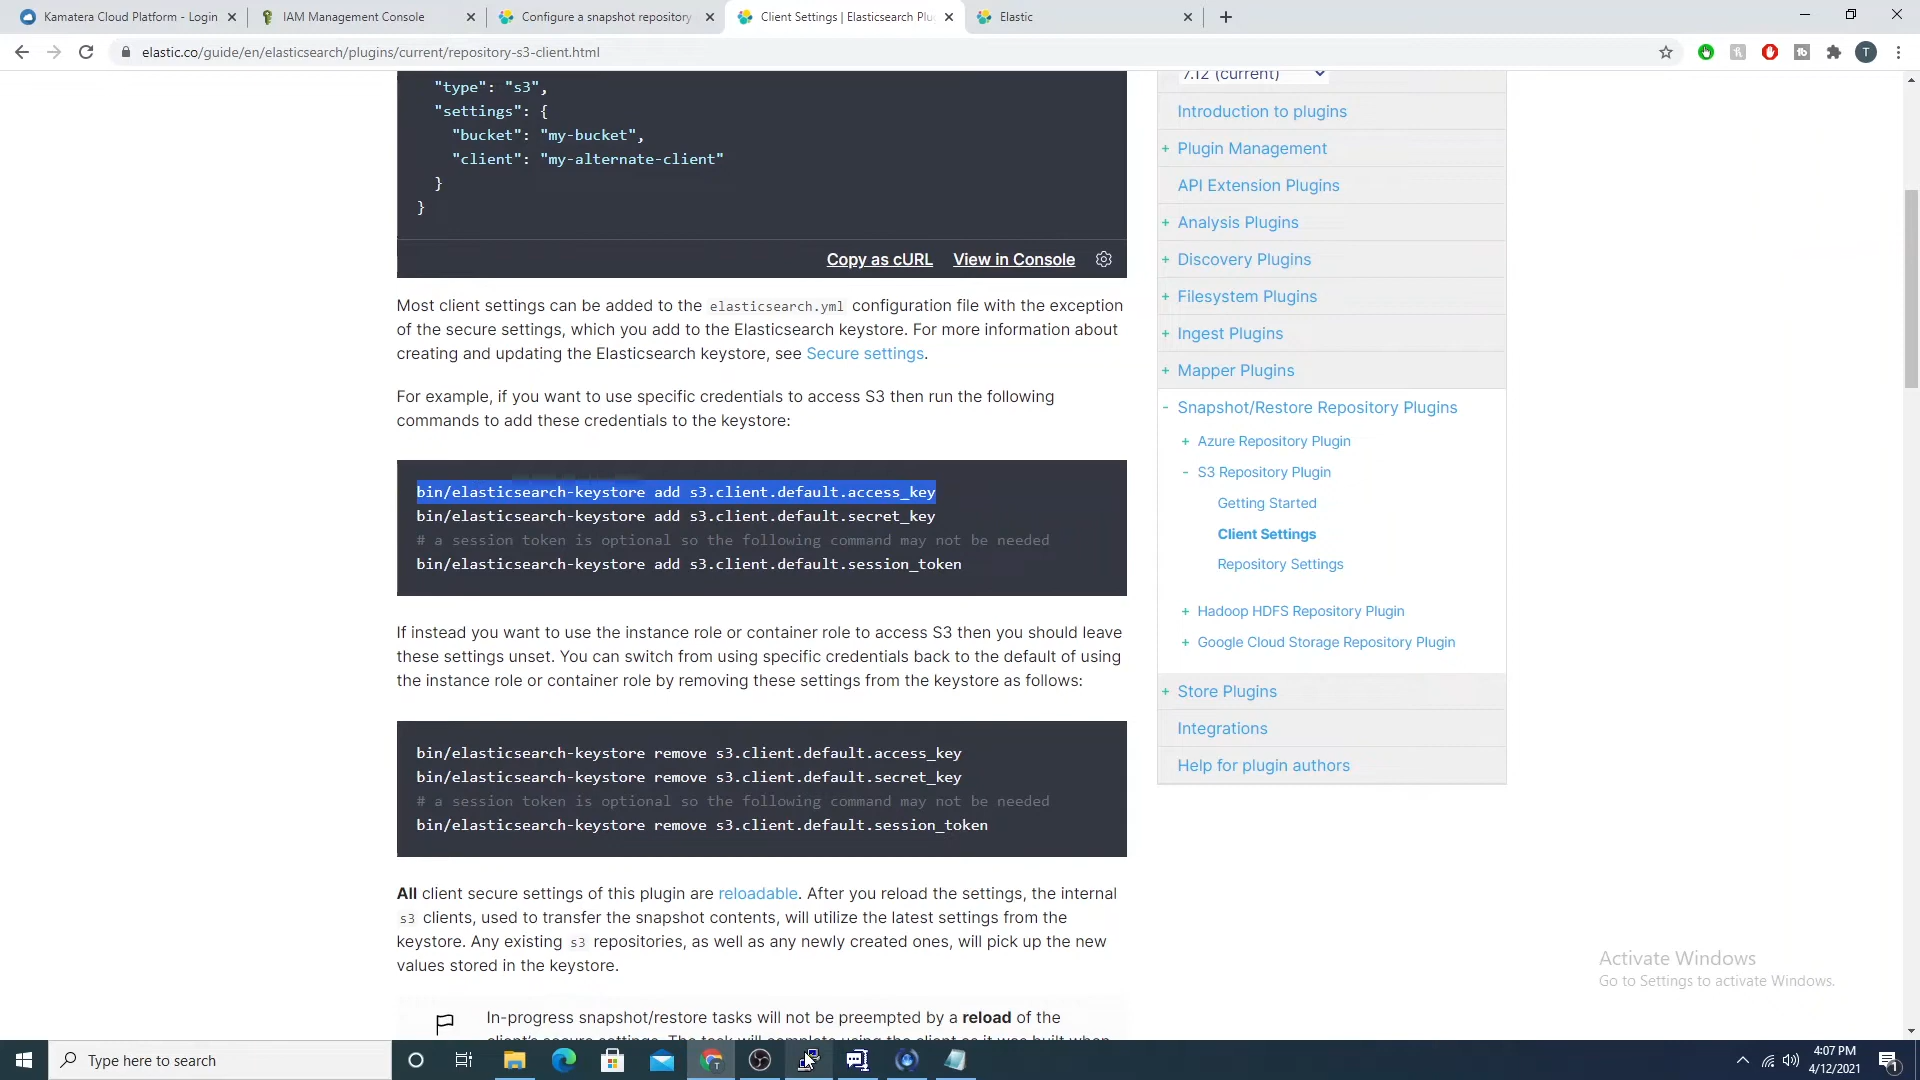 Kamatera Cloud Platform - Login
IAM Management Console
Configure a snapshot repository
Client Settings | Elasticsearch Plu
Elastic
elastic.co/guide/en/elasticsearch/plugins/current/repository-s3-client.html
T
"type": "s3",
"settings": {
"bucket": "my-bucket",
"client": "my-alternate-client"
}
}
Copy as cURL
View in Console
Most client settings can be added to the elasticsearch.yml configuration file with the exception
of the secure settings, which you add to the Elasticsearch keystore. For more information about
creating and updating the Elasticsearch keystore, see Secure settings.
For example, if you want to use specific credentials to access S3 then run the following
commands to add these credentials to the keystore:
bin/elasticsearch-keystore add s3.client.default.access_key
bin/elasticsearch-keystore add s3.client.default.secret_key
# a session token is optional so the following command may not be needed
bin/elasticsearch-keystore add s3.client.default.session_token
If instead you want to use the instance role or container role to access S3 then you should leave
these settings unset. You can switch from using specific credentials back to the default of using
the instance role or container role by removing these settings from the keystore as follows:
bin/elasticsearch-keystore remove s3.client.default.access_key
bin/elasticsearch-keystore remove s3.client.default.secret_key
# a session token is optional so the following command may not be needed
bin/elasticsearch-keystore remove s3.client.default.session_token
All client secure settings of this plugin are reloadable. After you reload the settings, the internal
s3 clients, used to transfer the snapshot contents, will utilize the latest settings from the
keystore. Any existing s3 repositories, as well as any newly created ones, will pick up the new
values stored in the keystore.
In-progress snapshot/restore tasks will not be preempted by a reload of the
client's secure settings. The task will complete using the client as it was built when
7.12 (current)
Introduction to plugins
+ Plugin Management
API Extension Plugins
+ Analysis Plugins
+ Discovery Plugins
+ Filesystem Plugins
+ Ingest Plugins
+ Mapper Plugins
- Snapshot/Restore Repository Plugins
+ Azure Repository Plugin
- S3 Repository Plugin
Getting Started
Client Settings
Repository Settings
+ Hadoop HDFS Repository Plugin
+ Google Cloud Storage Repository Plugin
+ Store Plugins
Integrations
Help for plugin authors
Activate Windows
Go to Settings to activate Windows.
Type here to search
4:07 PM
4/12/2021
1